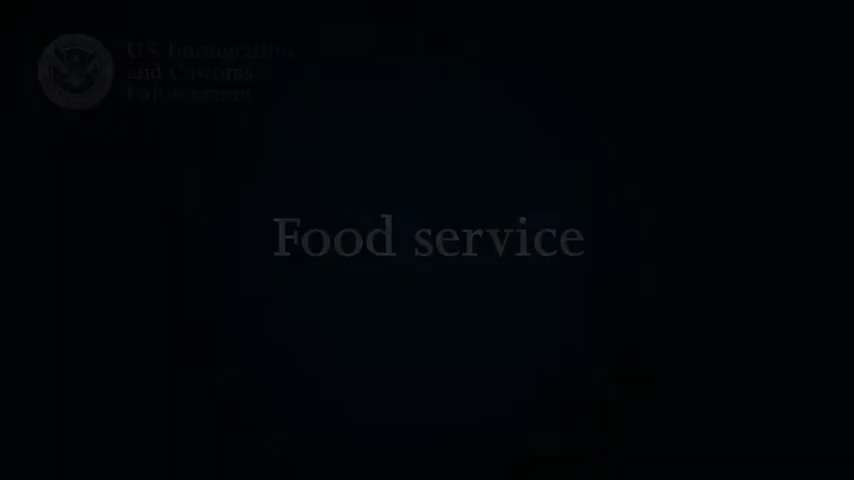 U.S. Immigration
and Customs
Enforcement
Food service